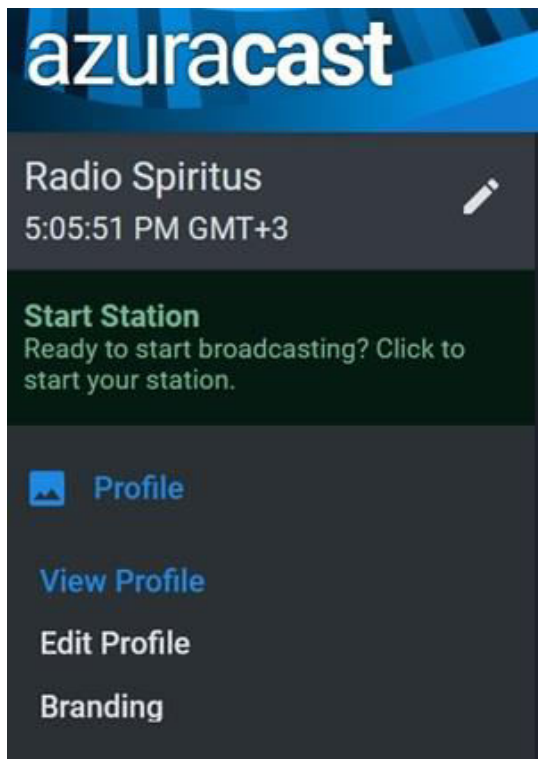 azuracast
Radio Spiritus
5:05:51 PM GMT+3
Start Station
Ready to start broadcasting? Click to
start your station.
Profile
View Profile
Edit Profile
Branding